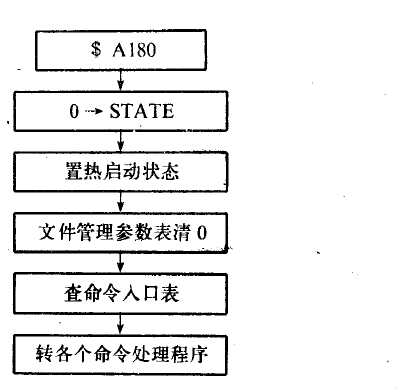 $ A180
0→STATE
置热启动状态
文件管理参数表清0
查命令入口表
转各个命令处理程序